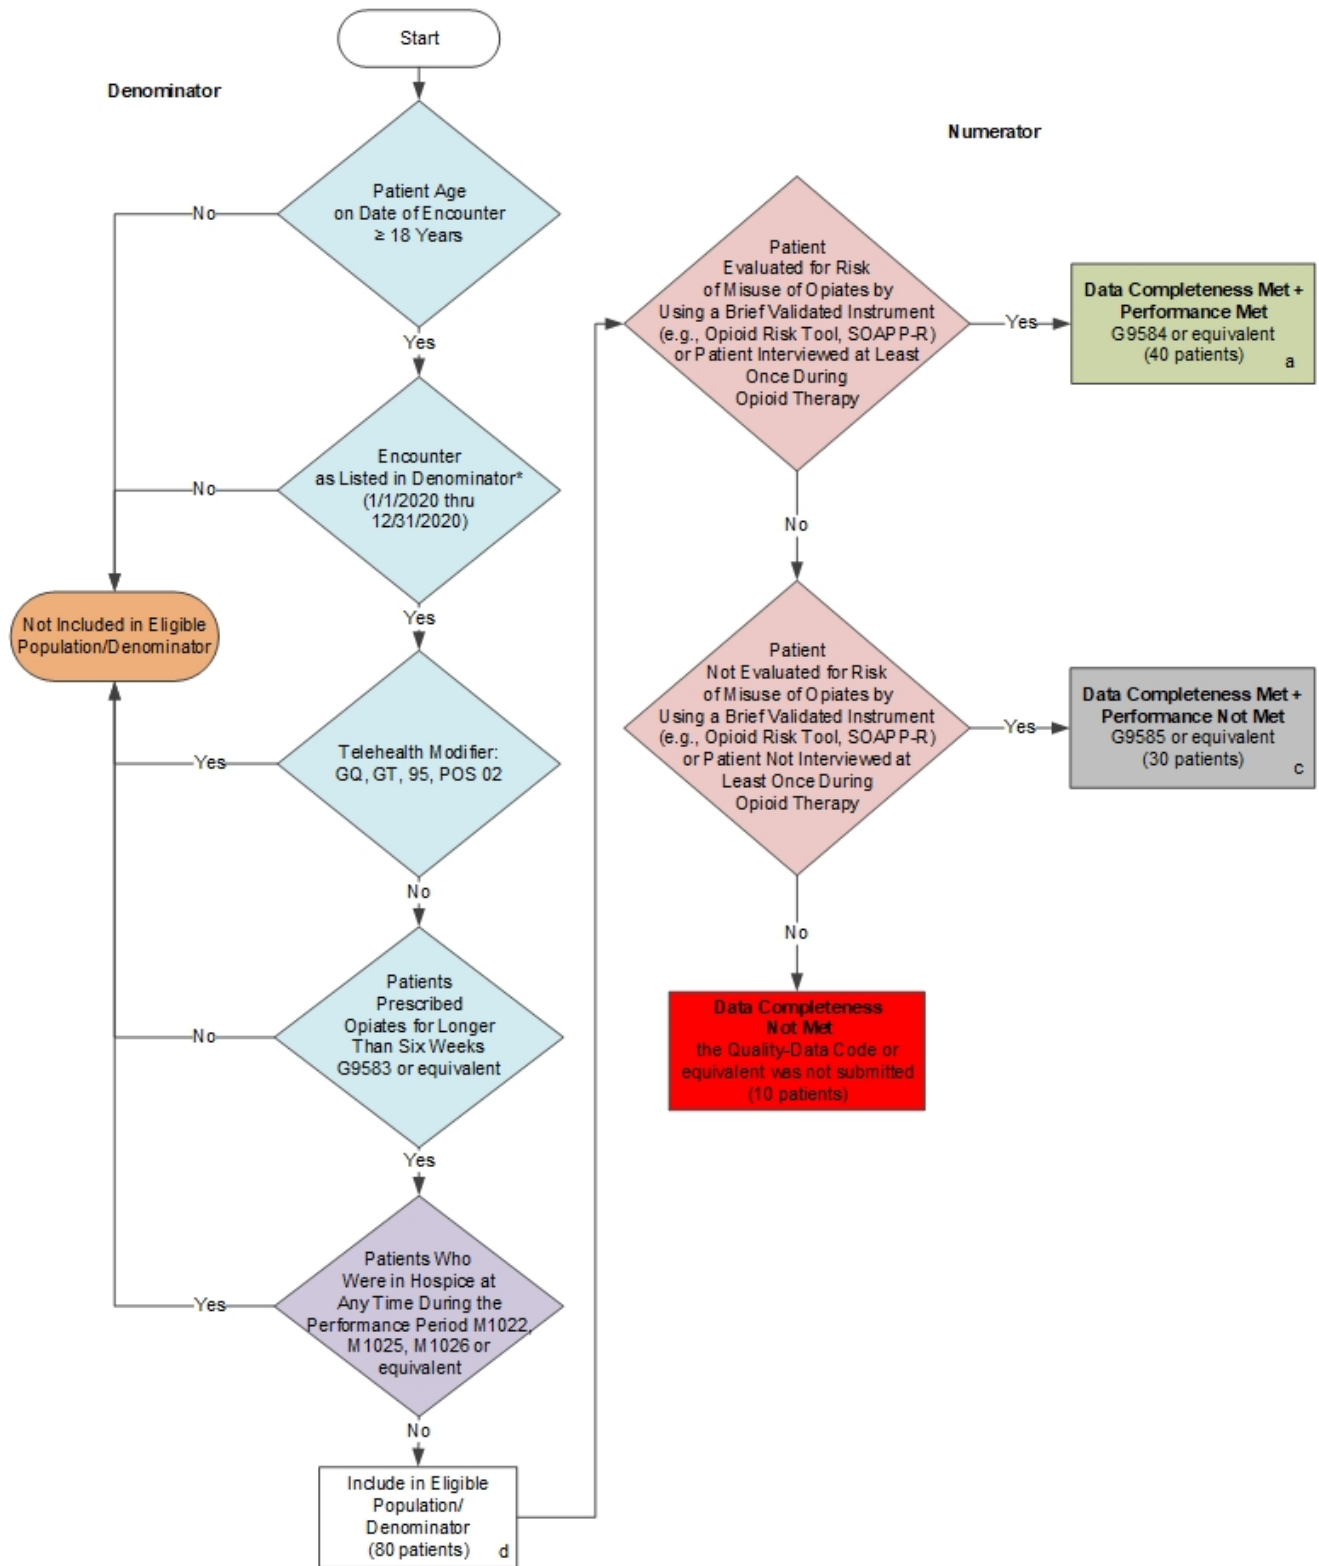 Start
Denominator
Patient Age
on Date of Encounter
≥ 18 Years
No
Yes
Encounter
as Listed in Denominator*
(1/1/2020 thru
12/31/2020)
No
Yes
Not Included in Eligible
Population/Denominator
Telehealth Modifier:
GQ, GT, 95, POS 02
Yes
No
Patients
Prescribed
Opiates for Longer
Than Six Weeks
G9583 or equivalent
No
Yes
Patients Who
Were in Hospice at
Any Time During the
Performance Period M1022,
M1025, M1026 or
equivalent
Yes
No
Include in Eligible
Population/
Denominator
(80 patients)
d
Numerator
Patient
Evaluated for Risk
of Misuse of Opiates by
Using a Brief Validated Instrument
(e.g., Opioid Risk Tool, SOAPP-R)
or Patient Interviewed at Least
Once During
Opioid Therapy
Yes
Data Completeness Met +
Performance Met
G9584 or equivalent
(40 patients)
a
No
Patient
Not Evaluated for Risk
of Misuse of Opiates by
Using a Brief Validated Instrument
(e.g., Opioid Risk Tool, SOAPP-R)
or Patient Not Interviewed at
Least Once During
Opioid Therapy
Yes
Data Completeness Met +
Performance Not Met
G9585 or equivalent
(30 patients)
c
No
Data Completeness
Not Met
the Quality-Data Code or
equivalent was not submitted
(10 patients)